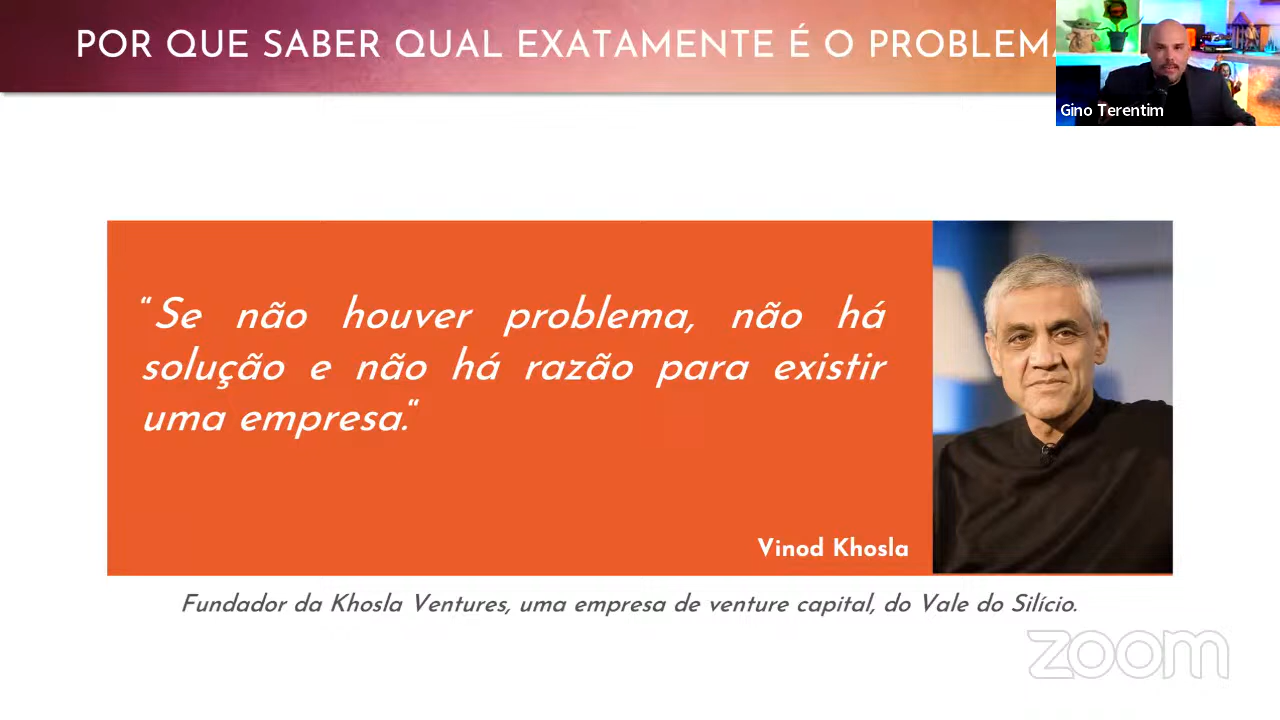 POR QUE SABER QUAL EXATAMENTE É O PROBLEMA
Gino Terentim
“Se não houver problema, não há
solução e não há razão para existir
uma empresa.“
Vinod Khosla
Fundador da Khosla Ventures, uma empresa de venture capital, do Vale do Silício.
zoom